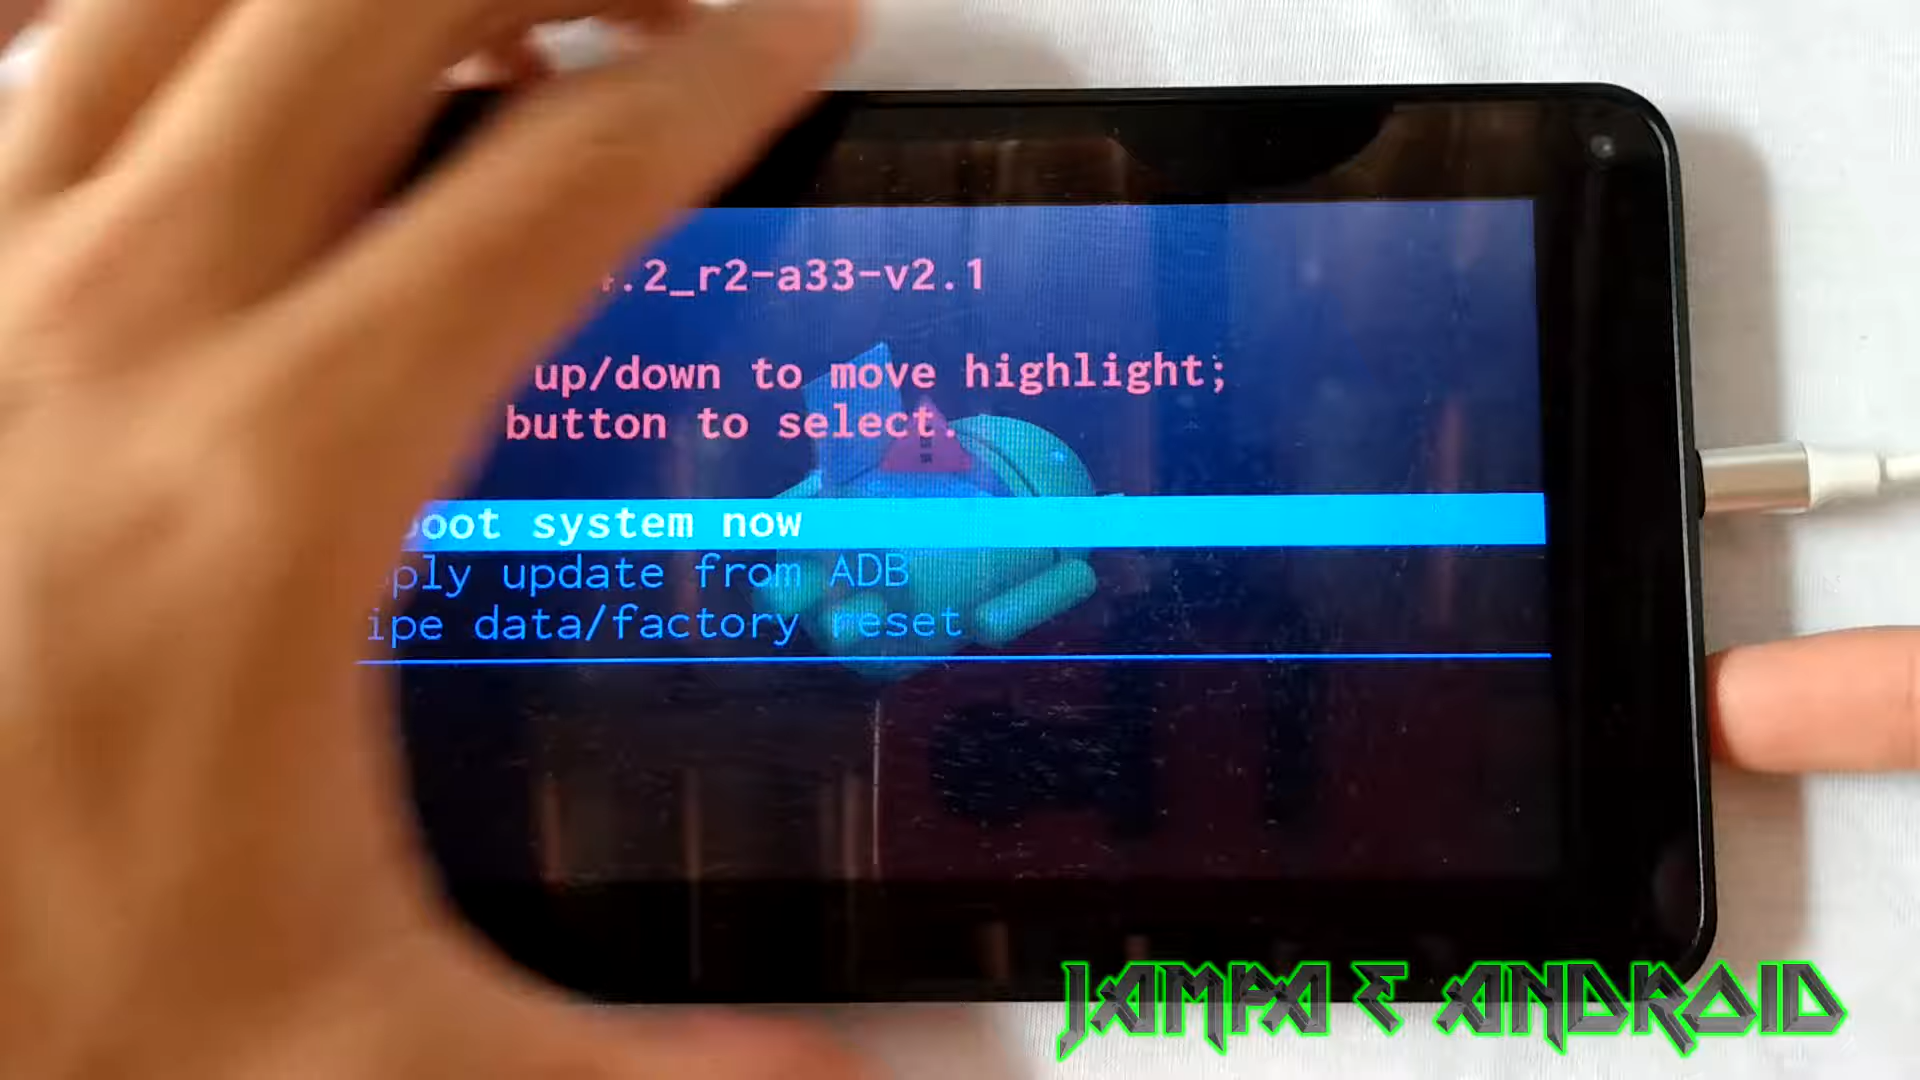 .2_r2-a33-v2.1
up/down to move highlight;
button to select.
boot system now
ply update from ADB
ipe data/factory reset
JAMPA E ANDROID